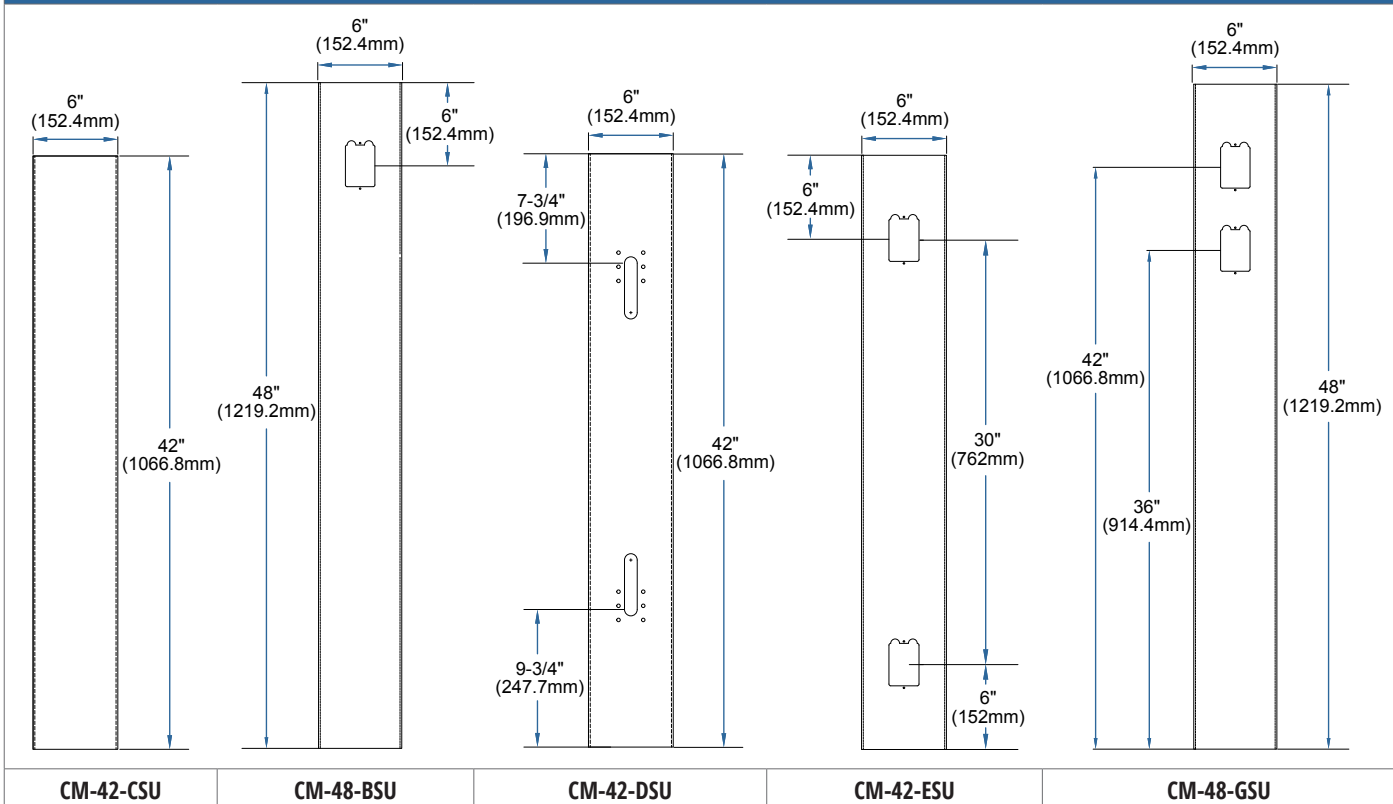 6"
(152.4mm)
42"
(1066.8mm)
6"
(152.4mm)
6"
(152.4mm)
48"
(1219.2mm)
6"
(152.4mm)
7-3/4"
(196.9mm)
42"
(1066.8mm)
9-3/4"
(247.7mm)
6"
(152.4mm)
6"
(152.4mm)
30"
(762mm)
6"
(152mm)
6"
(152.4mm)
42"
(1066.8mm)
36"
(914.4mm)
48"
(1219.2mm)
CM-42-CSU
CM-48-BSU
CM-42-DSU
CM-42-ESU
CM-48-GSU